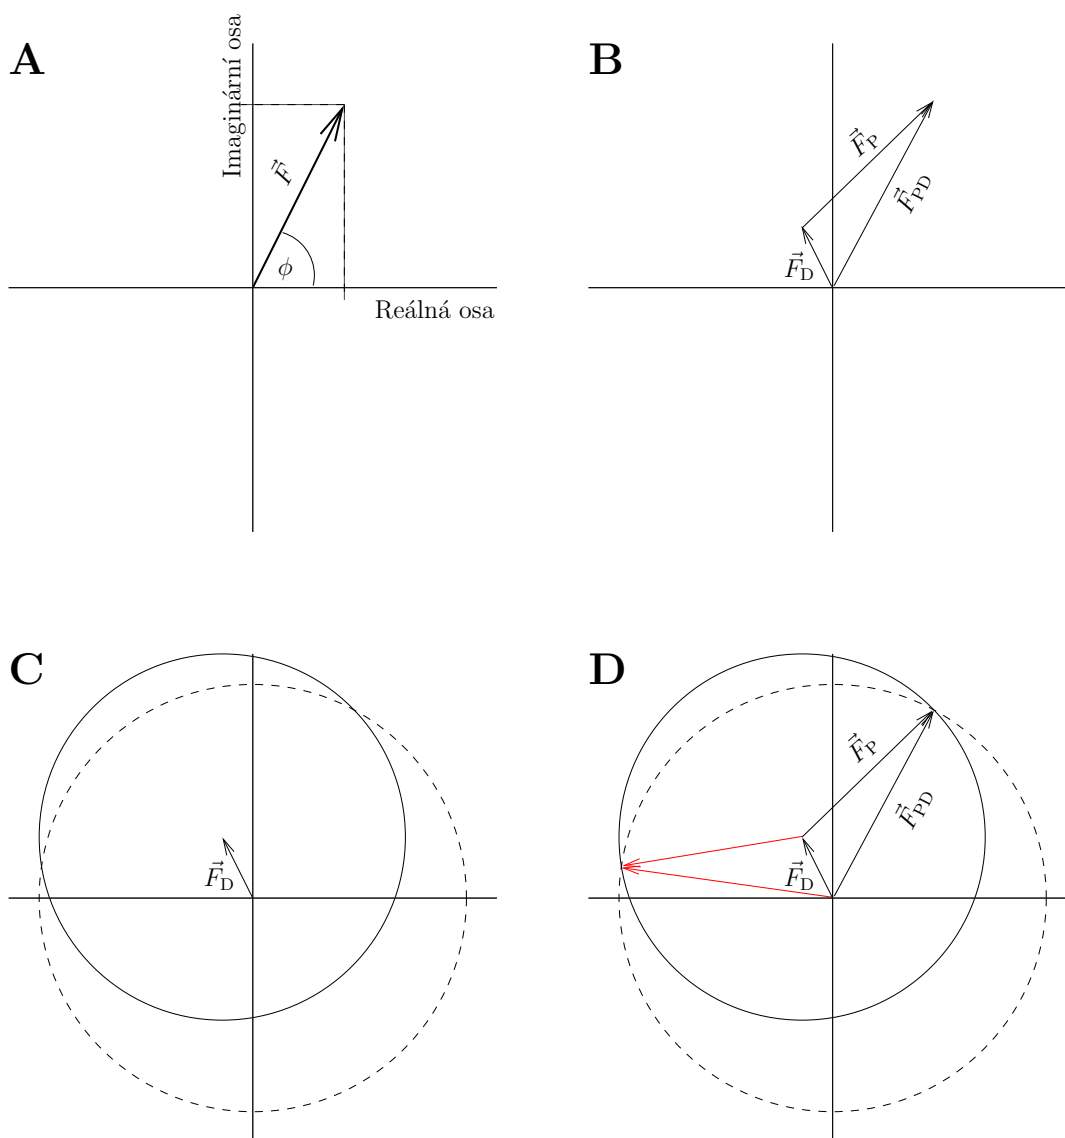 A
Imaginární osa
F⃗
ϕ
Reálná osa
B
F⃗P
F⃗PD
F⃗D
C
F⃗D
D
F⃗P
F⃗PD
F⃗D